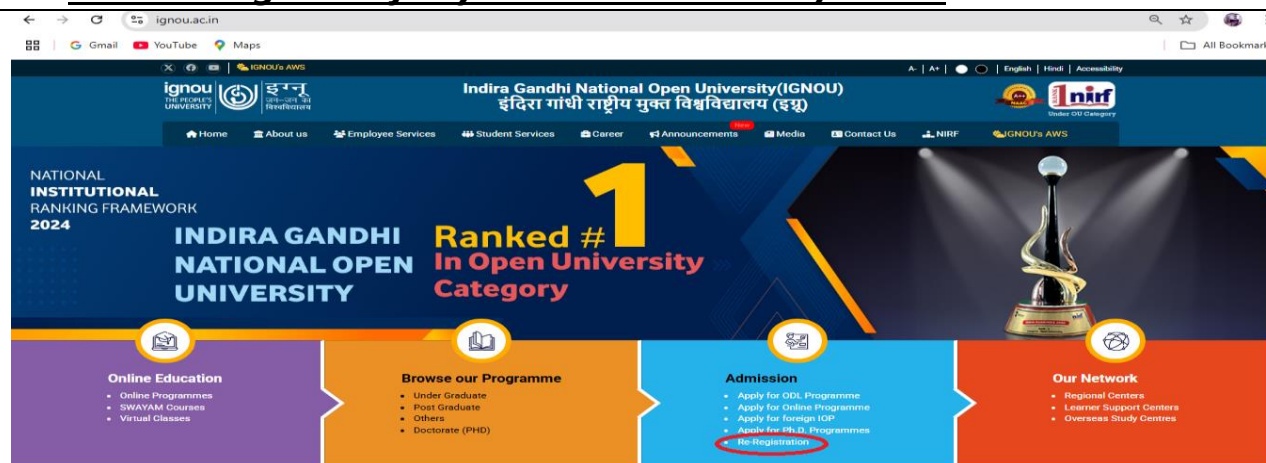 ignou.ac.in
Gmail YouTube Maps All Bookmar
IGNOU's AWS A- | A+ | English | Hindi | Accessibility
ignou
THE PEOPLE'S
UNIVERSITY
इग्नू
जन-जन का
विश्वविद्यालय
Indira Gandhi National Open University(IGNOU)
इंदिरा गांधी राष्ट्रीय मुक्त विश्वविद्यालय (इग्नू)
A++
NAAC
nirf
Under OU Category
New
Home About us Employee Services Student Services Career Announcements Media Contact Us NIRF IGNOU's AWS
NATIONAL
INSTITUTIONAL
RANKING FRAMEWORK
2024
INDIRA GANDHI
NATIONAL OPEN
UNIVERSITY
Ranked #1
In Open University
Category
Online Education
Online Programmes
SWAYAM Courses
Virtual Classes
Browse our Programme
Under Graduate
Post Graduate
Others
Doctorate (PHD)
Admission
Apply for ODL Programme
Apply for Online Programme
Apply for foreign IOP
Apply for Ph.D. Programmes
Re-Registration
Our Network
Regional Centers
Learner Support Centers
Overseas Study Centres